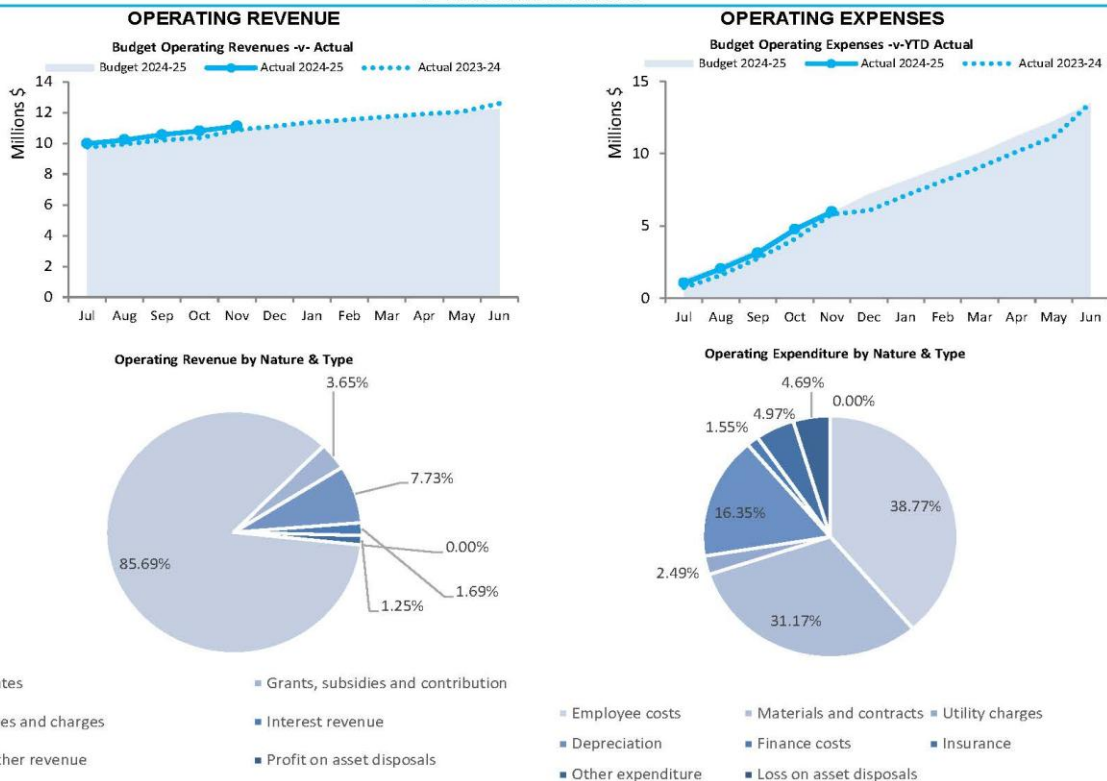 OPERATING REVENUE
Budget Operating Revenues -v- Actual
Budget 2024-25 Actual 2024-25 Actual 2023-24
Millions $
14
12
10
8
6
4
2
0
Jul Aug Sep Oct Nov Dec Jan Feb Mar Apr May Jun
OPERATING EXPENSES
Budget Operating Expenses -v-YTD Actual
Budget 2024-25 Actual 2024-25 Actual 2023-24
Millions $
15
10
5
0
Jul Aug Sep Oct Nov Dec Jan Feb Mar Apr May Jun
Operating Revenue by Nature & Type
3.65%
7.73%
0.00%
1.69%
1.25%
85.69%
tes Grants, subsidies and contribution
es and charges Interest revenue
her revenue Profit on asset disposals
Operating Expenditure by Nature & Type
4.69%
0.00%
4.97%
1.55%
38.77%
16.35%
2.49%
31.17%
Employee costs Materials and contracts Utility charges
Depreciation Finance costs Insurance
Other expenditure Loss on asset disposals